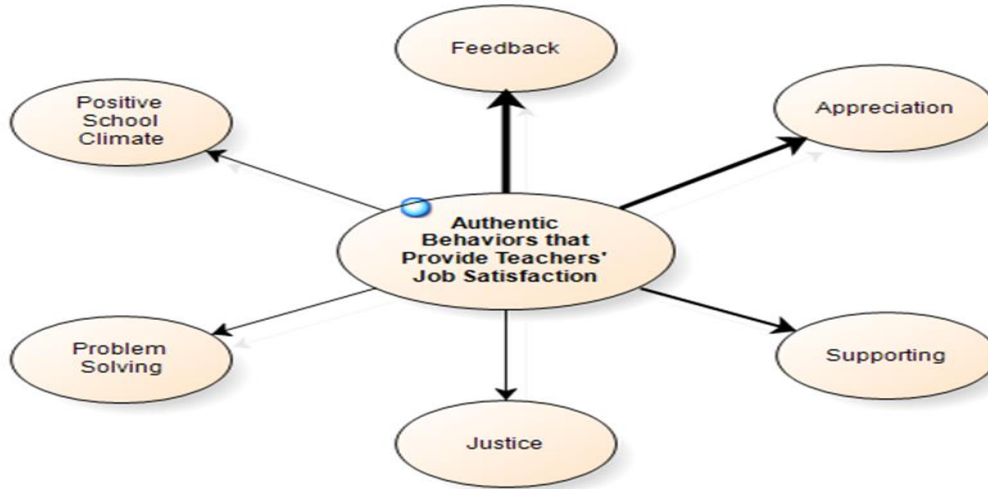 Feedback
Positive
School
Climate
Appreciation
Authentic
Behaviors that
Provide Teachers'
Job Satisfaction
Problem
Solving
Supporting
Justice